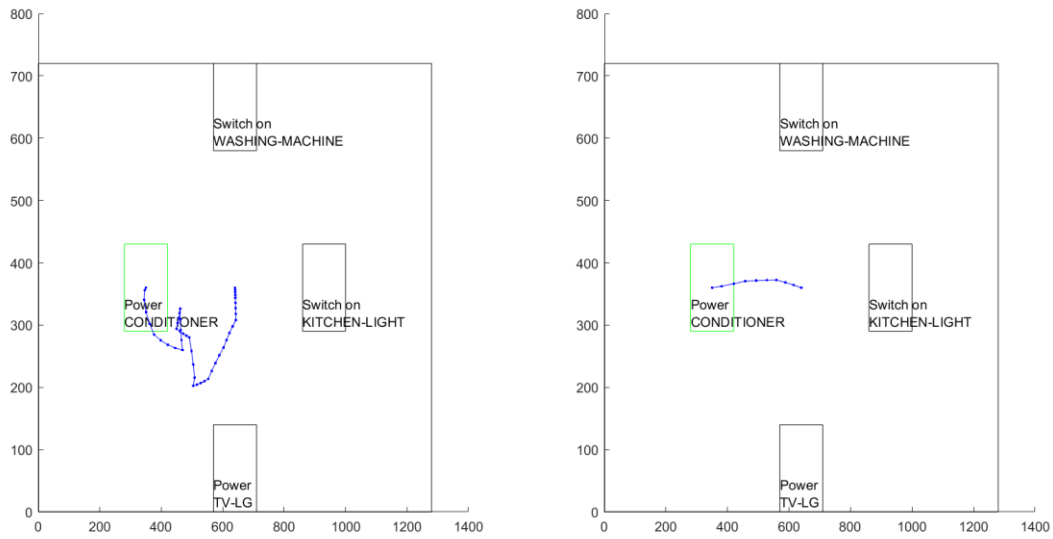 800
700
600
500
400
300
200
100
0
0 200 400 600 800 1000 1200 1400
Switch on
WASHING-MACHINE
Power
CONDITIONER
Switch on
KITCHEN-LIGHT
Power
TV-LG
800
700
600
500
400
300
200
100
0
0 200 400 600 800 1000 1200 1400
Switch on
WASHING-MACHINE
Power
CONDITIONER
Switch on
KITCHEN-LIGHT
Power
TV-LG